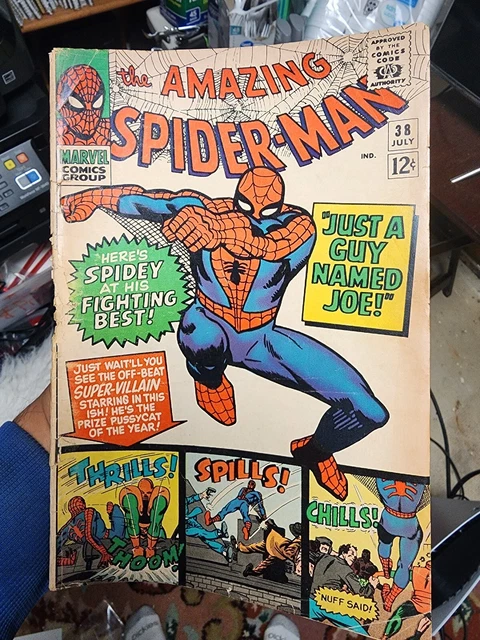 the AMAZING
SPIDER-MAN
APPROVED
BY THE
COMICS
CODE
CA
AUTHORITY
MARVEL
COMICS
GROUP
IND.
38
JULY
12¢
"JUST A
GUY
NAMED
JOE!"
HERE'S
SPIDEY
AT HIS
FIGHTING
BEST!
JUST WAIT'LL YOU
SEE THE OFF-BEAT
SUPER-VILLAIN
STARRING IN THIS
ISH! HE'S THE
PRIZE PUSSYCAT
OF THE YEAR!
THRILLS!
THOOM!
SPILLS!
CHILLS!
NUFF SAID!